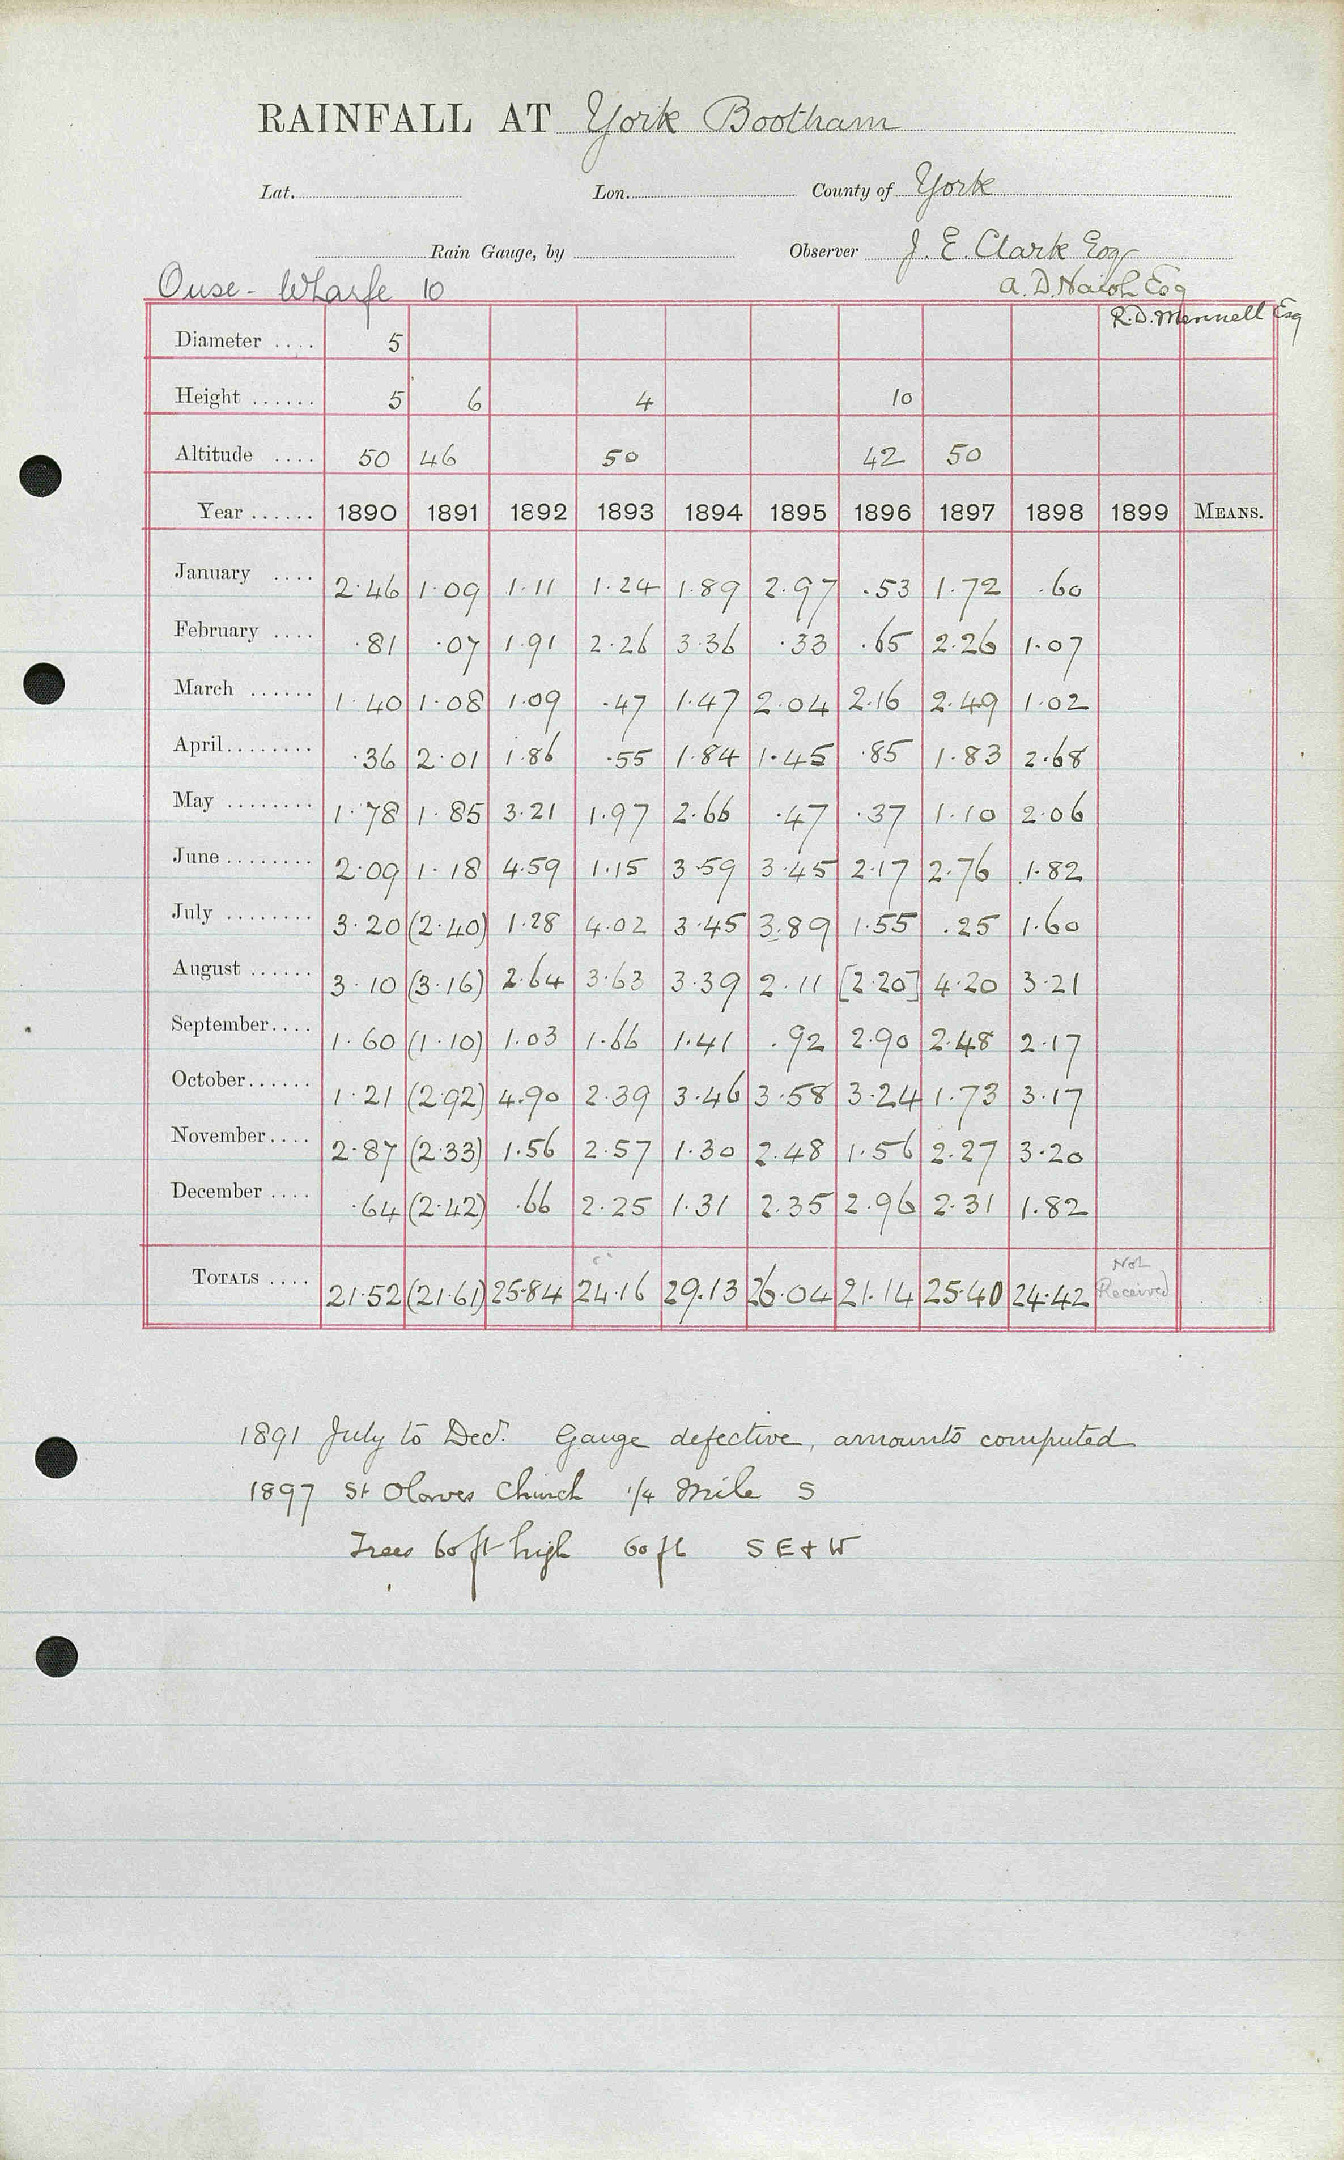 RAINFALL AT York Bootham
Lat. Lon. County of York
Rain Gauge, by Observer J. E. Clark Esq
Ouse - Wharfe 10 A. D. Naish Esq
R. D. Mennell Esq
Diameter .... 5
Height ...... 5 6 4 10
Altitude .... 50 46 50 42 50
Year ...... 1890 1891 1892 1893 1894 1895 1896 1897 1898 1899 MEANS.
January .... 2.46 1.09 1.11 1.24 1.89 2.97 .53 1.72 .60
February .... .81 .07 1.91 2.26 3.36 .33 .65 2.26 1.07
March ...... 1.40 1.08 1.09 .47 1.47 2.04 2.16 2.49 1.02
April........ .36 2.01 1.86 .55 1.84 1.45 .85 1.83 2.68
May ........ 1.78 1.85 3.21 1.97 2.66 .47 .37 1.10 2.06
June ........ 2.09 1.18 4.59 1.15 3.59 3.45 2.17 2.76 1.82
July ........ 3.20 (2.40) 1.28 4.02 3.45 3.89 1.55 .25 1.60
August ...... 3.10 (3.16) 2.64 3.63 3.39 2.11 [2.20] 4.20 3.21
September.... 1.60 (1.10) 1.03 1.66 1.41 .92 2.90 2.48 2.17
October...... 1.21 (2.92) 4.90 2.39 3.46 3.58 3.24 1.73 3.17
November.... 2.87 (2.33) 1.56 2.57 1.30 2.48 1.56 2.27 3.20
December .... .64 (2.42) .66 2.25 1.31 2.35 2.96 2.31 1.82
TOTALS .... 21.52 (21.61) 25.84 24.16 29.13 26.04 21.14 25.40 24.42 Not Received
1891 July to Decr. Gauge defective, amounts computed
1897 St Olaves Church 1/4 Mile S
Trees 60 ft high 60 ft S E + W